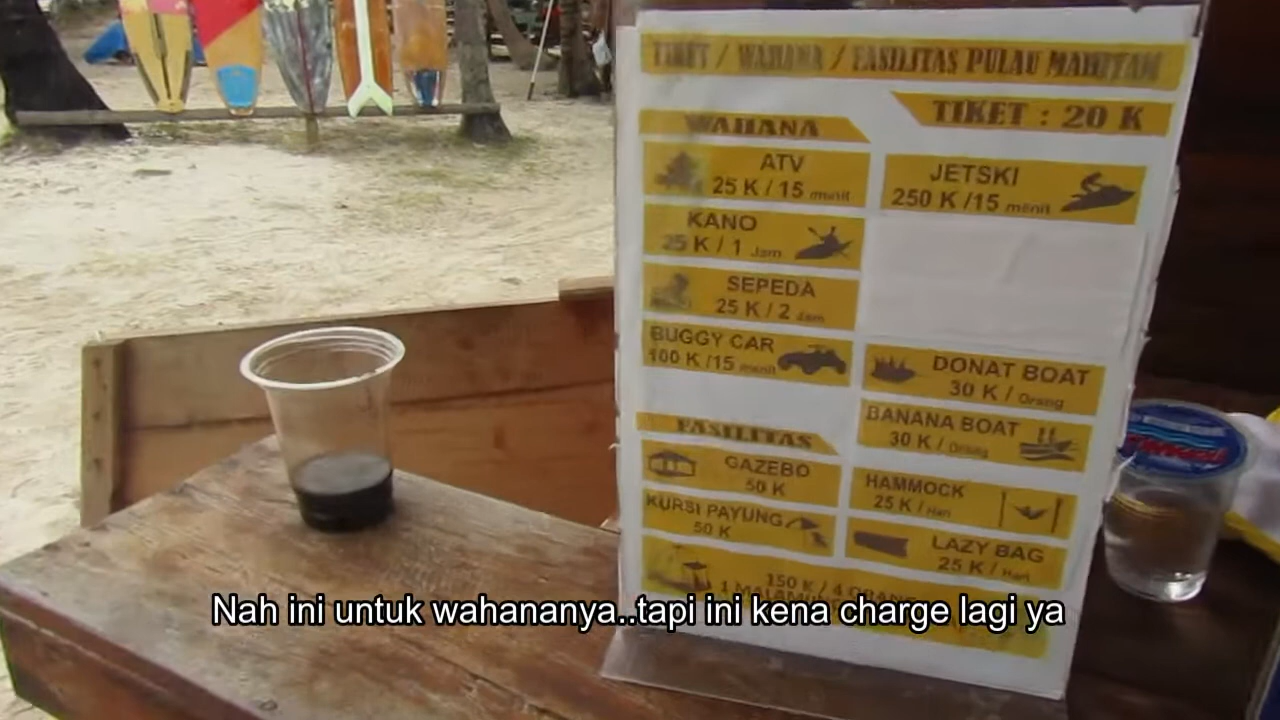 TIKET / WAHANA / FASILITAS PULAU MAHITAM
TIKET : 20 K
WAHANA
ATV
25 K / 15 menit
JETSKI
250 K /15 menit
KANO
25 K / 1 Jam
SEPEDA
25 K / 2 Jam
BUGGY CAR
100 K /15 menit
DONAT BOAT
30 K / Orang
BANANA BOAT
30 K / Orang
FASILITAS
GAZEBO
50 K
HAMMOCK
25 K / Hari
KURSI PAYUNG
50 K
LAZY BAG
25 K / Hari
150 K / 4 ORANG
1 MALAM
Nah ini untuk wahananya..tapi ini kena charge lagi ya